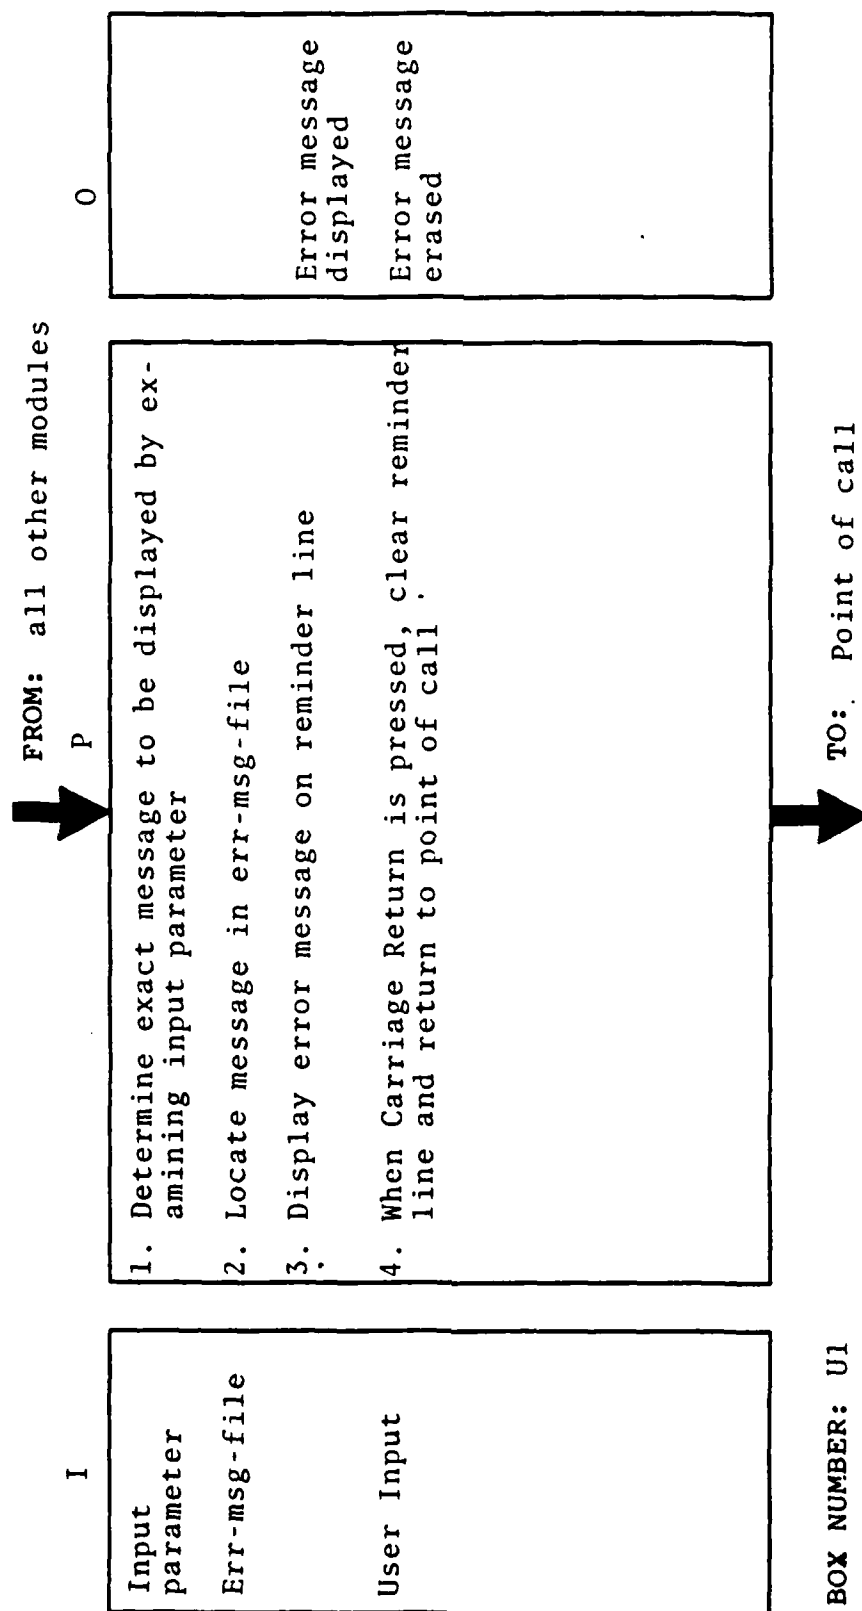 FROM: all other modules
I
P
O
Input
parameter
Err-msg-file
User Input
1. Determine exact message to be displayed by ex-
amining input parameter
2. Locate message in err-msg-file
3. Display error message on reminder line
4. When Carriage Return is pressed, clear reminder
line and return to point of call
Error message
displayed
Error message
erased
BOX NUMBER: U1
TO: Point of call